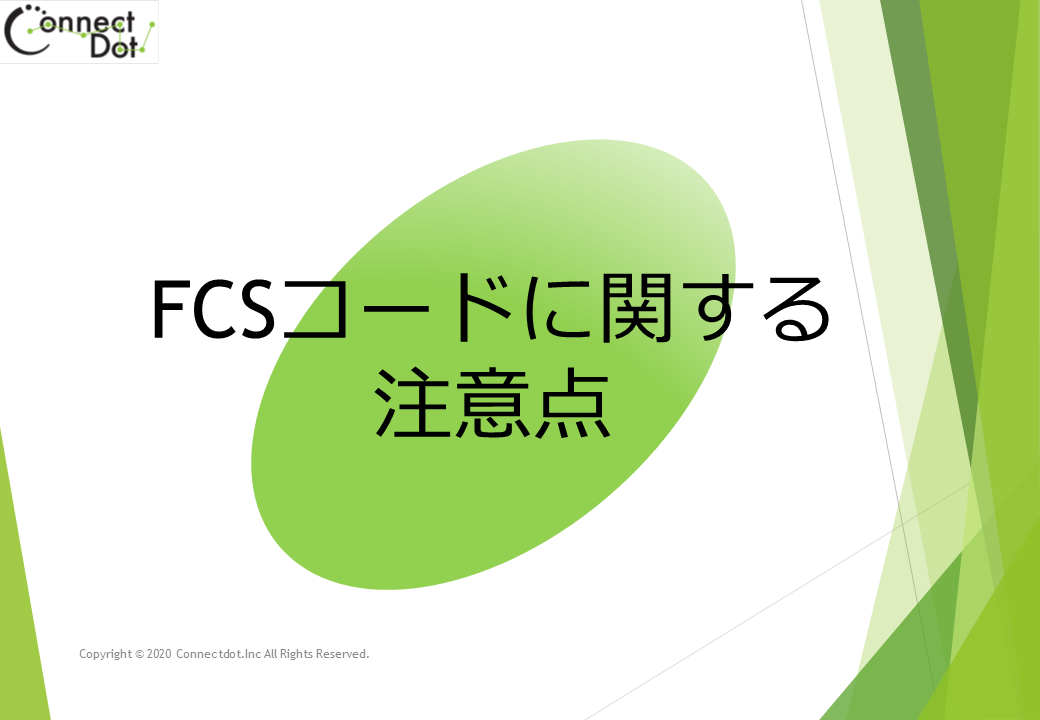 Connect
Dot
FCSコードに関する
注意点
Copyright © 2020 Connectdot.Inc All Rights Reserved.